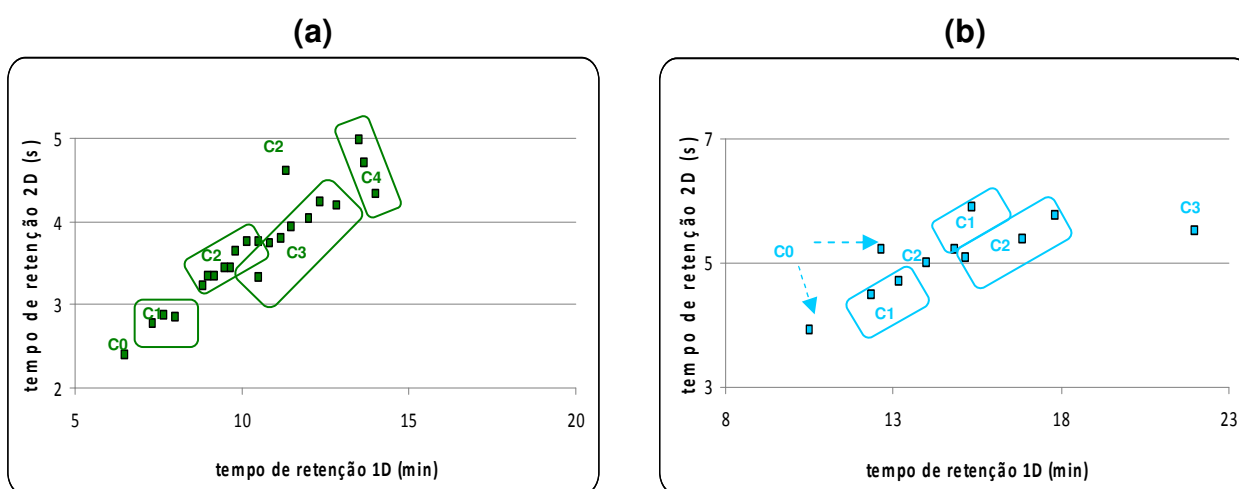 (a)
(b)
tempo de retenção 2D (s)
5
4
3
2
5
10
15
20
C0
C1
C2
C2
C3
C4
tempo de retenção 1D (min)
tempo de retenção 2D (s)
7
5
3
8
13
18
23
C0
C1
C2
C1
C2
C3
tempo de retenção 1D (min)